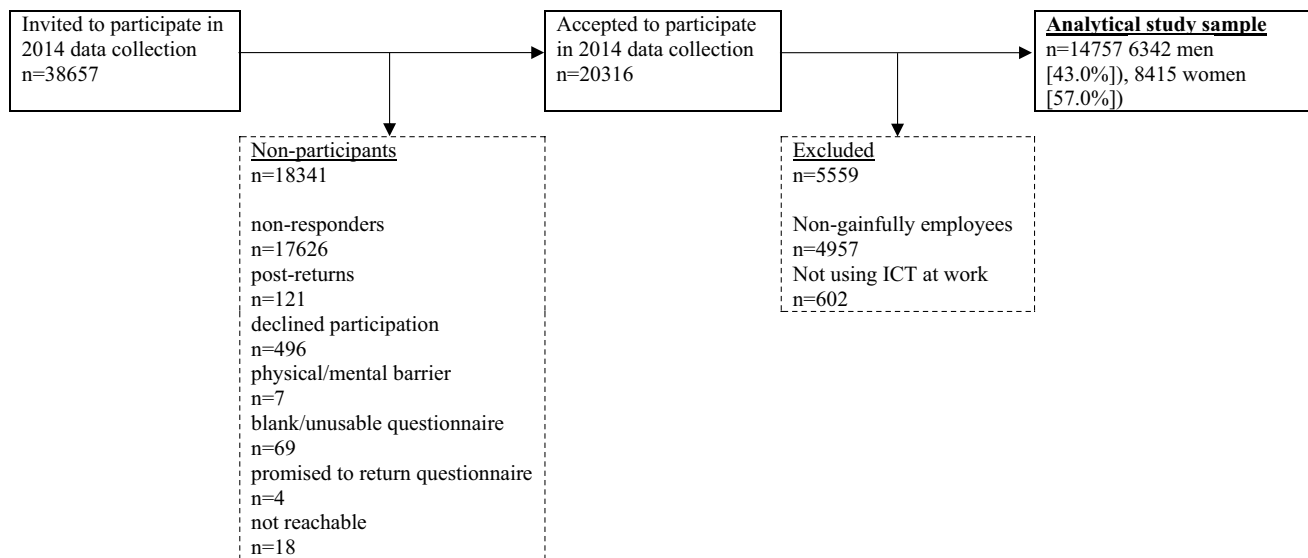 Invited to participate in
2014 data collection
n=38657
Accepted to participate
in 2014 data collection
n=20316
Analytical study sample
n=14757 6342 men
[43.0%]), 8415 women
[57.0%])
Non-participants
n=18341
non-responders
n=17626
post-returns
n=121
declined participation
n=496
physical/mental barrier
n=7
blank/unusable questionnaire
n=69
promised to return questionnaire
n=4
not reachable
n=18
Excluded
n=5559
Non-gainfully employees
n=4957
Not using ICT at work
n=602